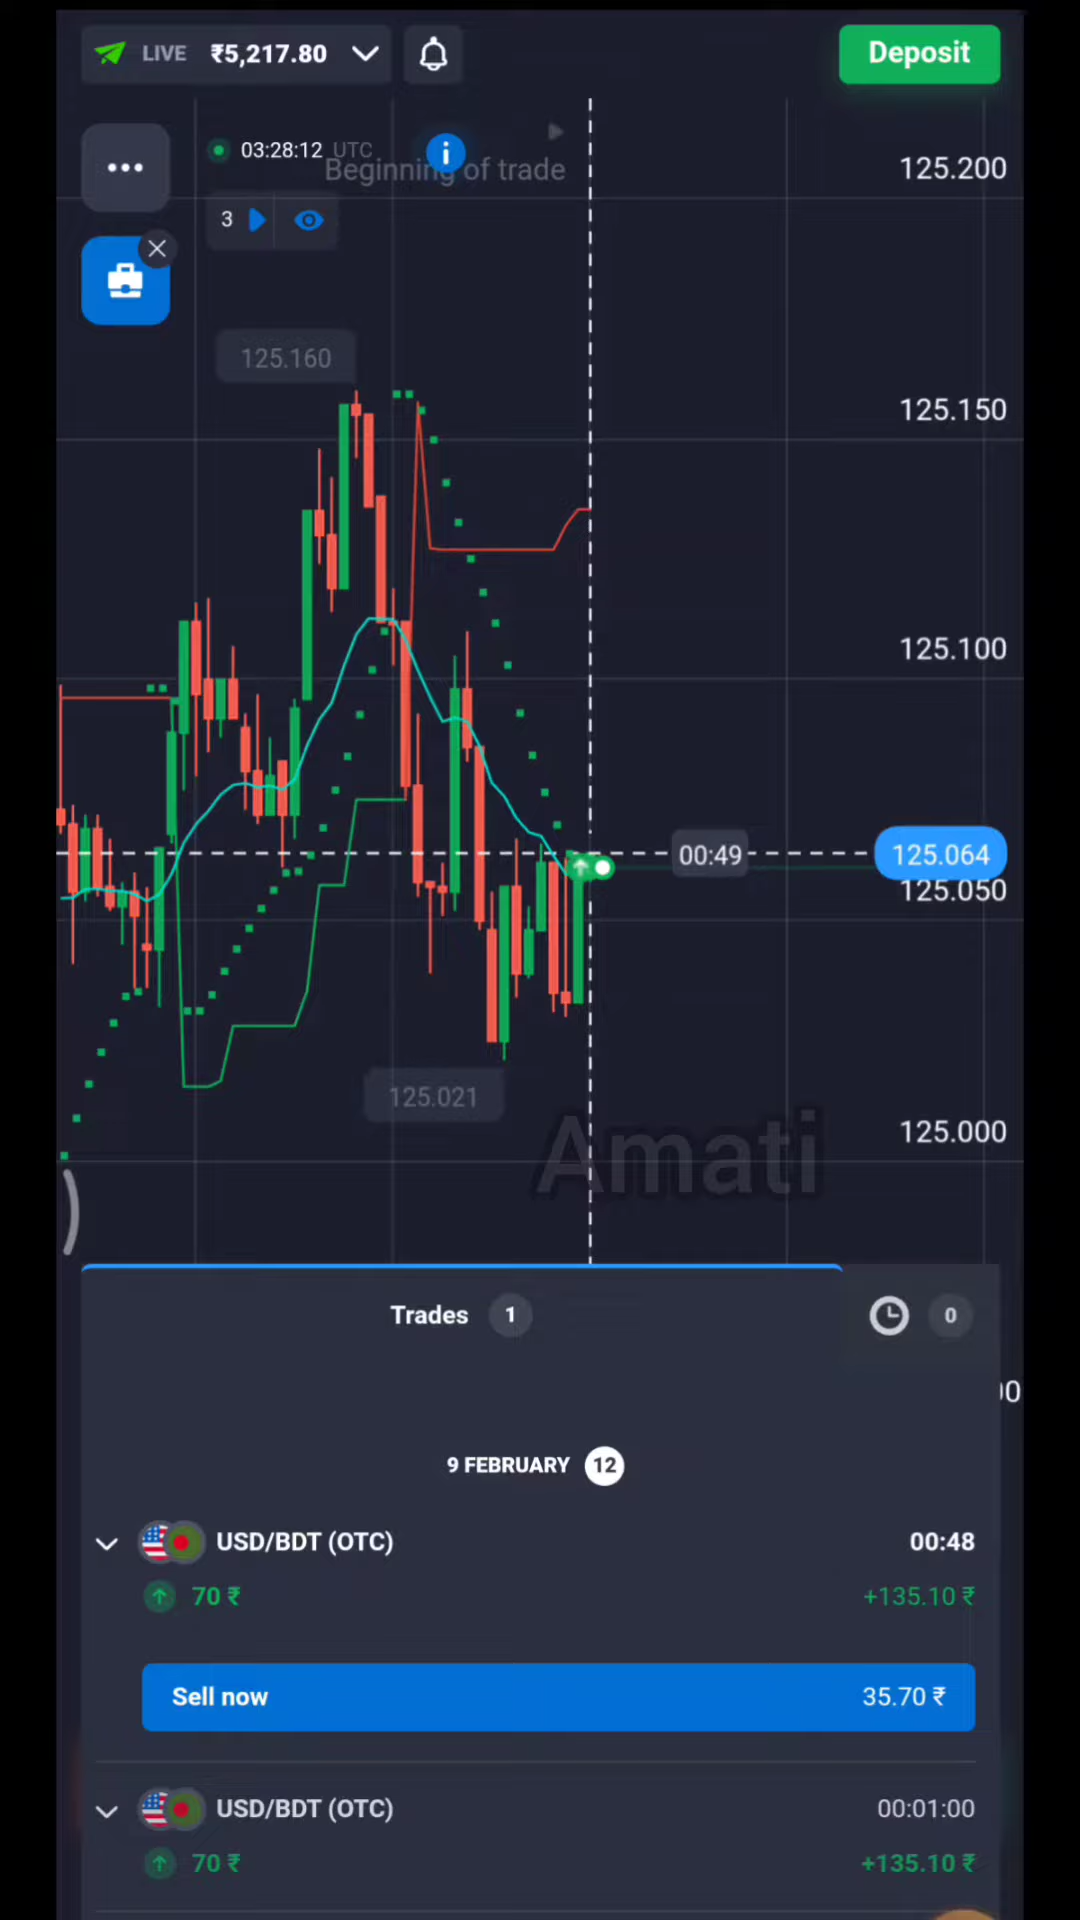 LIVE ₹5,217.80
Deposit
03:28:12 UTC
Beginning of trade
125.200
3
125.160
125.150
125.100
00:49
125.064
125.050
125.021
Amati
125.000
Trades 1
0
9 FEBRUARY 12
USD/BDT (OTC) 00:48
70 ₹ +135.10 ₹
Sell now 35.70 ₹
USD/BDT (OTC) 00:01:00
70 ₹ +135.10 ₹